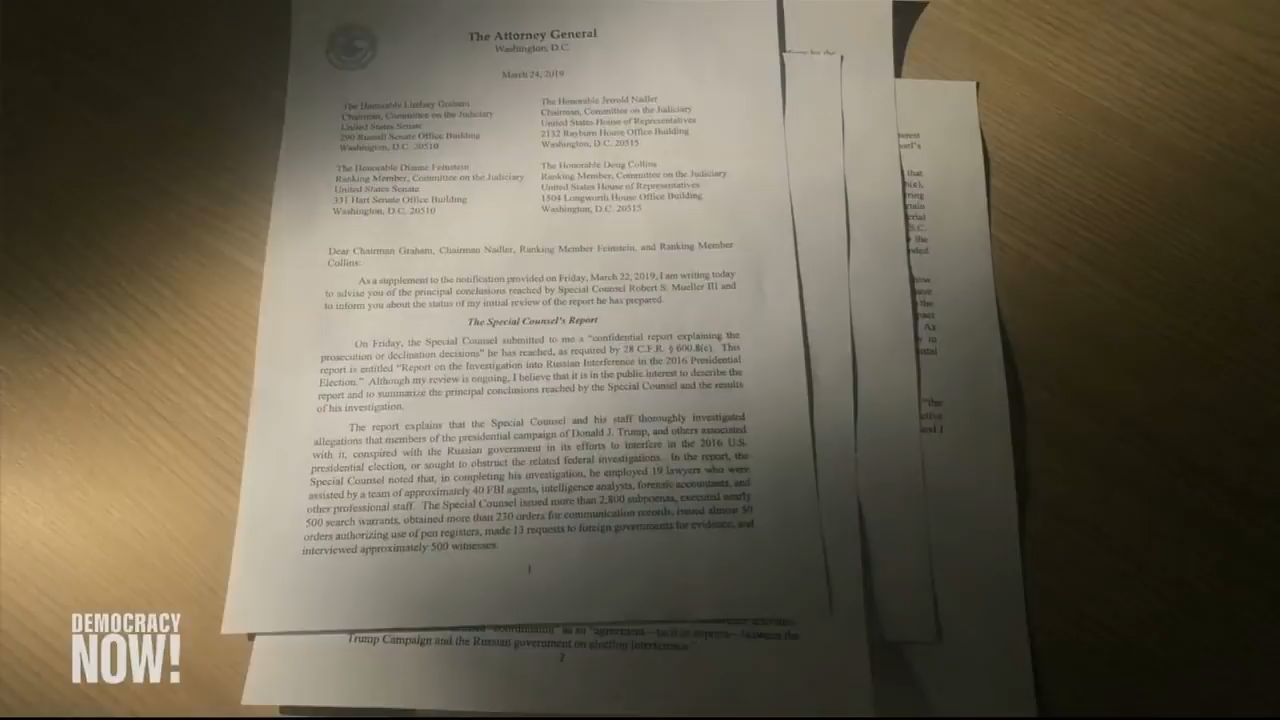 The Attorney General
Washington, D.C.
March 24, 2019
The Honorable Lindsey Graham
Chairman, Committee on the Judiciary
United States Senate
290 Russell Senate Office Building
Washington, D.C. 20510
The Honorable Jerrold Nadler
Chairman, Committee on the Judiciary
United States House of Representatives
2132 Rayburn House Office Building
Washington, D.C. 20515
The Honorable Dianne Feinstein
Ranking Member, Committee on the Judiciary
United States Senate
331 Hart Senate Office Building
Washington, D.C. 20510
The Honorable Doug Collins
Ranking Member, Committee on the Judiciary
United States House of Representatives
1504 Longworth House Office Building
Washington, D.C. 20515
Dear Chairman Graham, Chairman Nadler, Ranking Member Feinstein, and Ranking Member
Collins:
As a supplement to the notification provided on Friday, March 22, 2019, I am writing today
to advise you of the principal conclusions reached by Special Counsel Robert S. Mueller III and
to inform you about the status of my initial review of the report he has prepared.
The Special Counsel's Report
On Friday, the Special Counsel submitted to me a "confidential report explaining the
prosecution or declination decisions" he has reached, as required by 28 C.F.R. § 600.8(c). This
report is entitled "Report on the Investigation into Russian Interference in the 2016 Presidential
Election." Although my review is ongoing, I believe that it is in the public interest to describe the
report and to summarize the principal conclusions reached by the Special Counsel and the results
of his investigation.
The report explains that the Special Counsel and his staff thoroughly investigated
allegations that members of the presidential campaign of Donald J. Trump, and others associated
with it, conspired with the Russian government in its efforts to interfere in the 2016 U.S.
presidential election, or sought to obstruct the related federal investigations. In the report, the
Special Counsel noted that, in completing his investigation, he employed 19 lawyers who were
assisted by a team of approximately 40 FBI agents, intelligence analysts, forensic accountants, and
other professional staff. The Special Counsel issued more than 2,800 subpoenas, executed nearly
500 search warrants, obtained more than 230 orders for communication records, issued almost 50
orders authorizing use of pen registers, made 13 requests to foreign governments for evidence, and
interviewed approximately 500 witnesses.
1
"coordination" as an "agreement—tacit or express—between the
Trump Campaign and the Russian government on election interference."
2
that
the
DEMOCRACY
NOW!